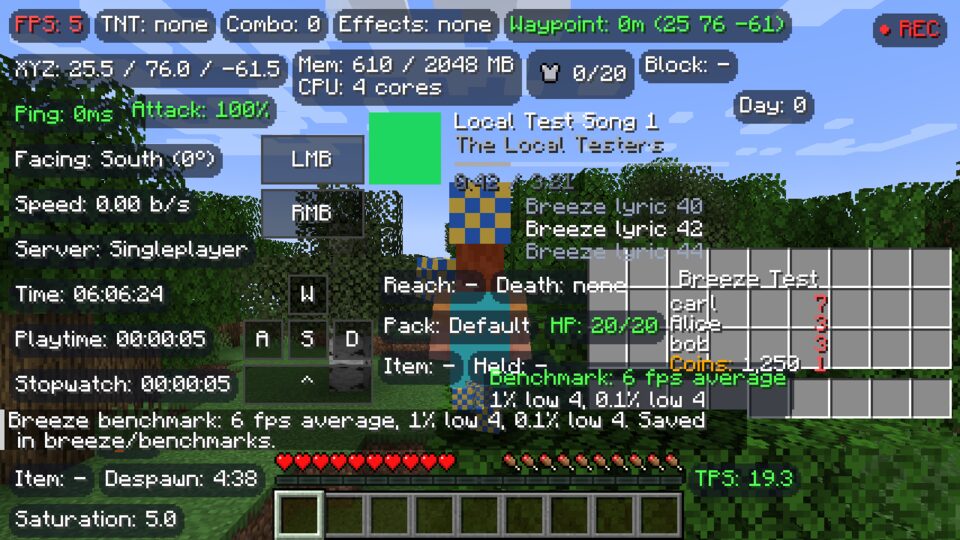 FPS: 5 TNT: none Combo: 0 Effects: none Waypoint: 0m (25 76 -61) REC
XYZ: 25.5 / 76.0 / -61.5
Mem: 610 / 2048 MB
CPU: 4 cores
0/20
Block: -
Day: 0
Ping: 0ms
Attack: 100%
Local Test Song 1
The Local Testers
Facing: South (0°)
LMB
RMB
Speed: 0.00 b/s
Breeze lyric 40
Breeze lyric 42
Breeze lyric 44
Server: Singleplayer
Time: 06:06:24
W
A S D
^
Reach: - Death: none
Breeze Test
carl 7
Alice 3
bob 3
Coins: 1,250 1
Pack: Default HP: 20/20
Playtime: 00:00:05
Item: - Held: -
Stopwatch: 00:00:05
Benchmark: 6 fps average
1% low 4, 0.1% low 4
Breeze benchmark: 6 fps average, 1% low 4, 0.1% low 4. Saved
in breeze/benchmarks.
Item: - Despawn: 4:38
TPS: 19.3
Saturation: 5.0